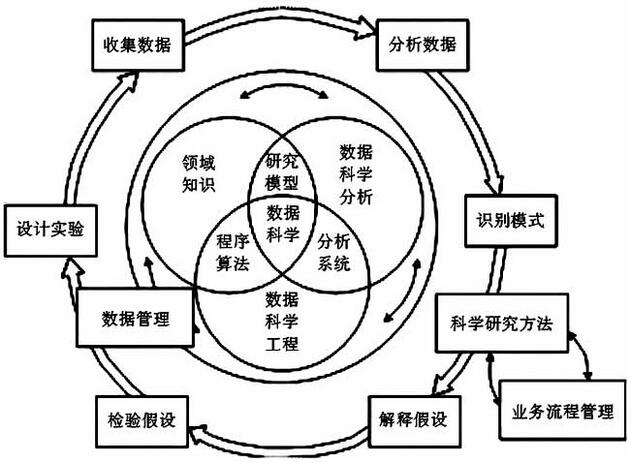 收集数据
分析数据
领域
知识
研究
模型
数据
科学
分析
设计实验
数据
科学
识别模式
程序
算法
分析
系统
数据管理
数据
科学
工程
科学研究方法
检验假设
解释假设
业务流程管理